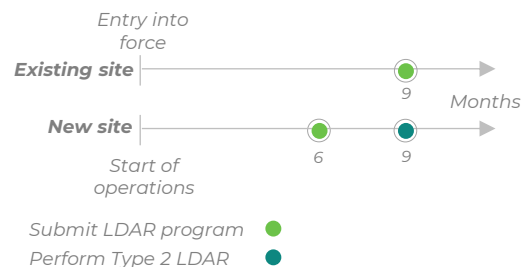 Entry into
force
Existing site
9
Months
New site
6
9
Start of
operations
Submit LDAR program
Perform Type 2 LDAR